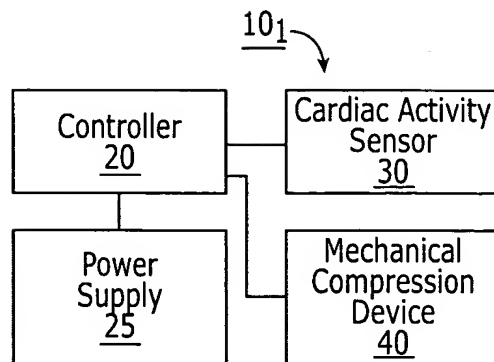 10₁
Controller
20
Cardiac Activity
Sensor
30
Power
Supply
25
Mechanical
Compression
Device
40